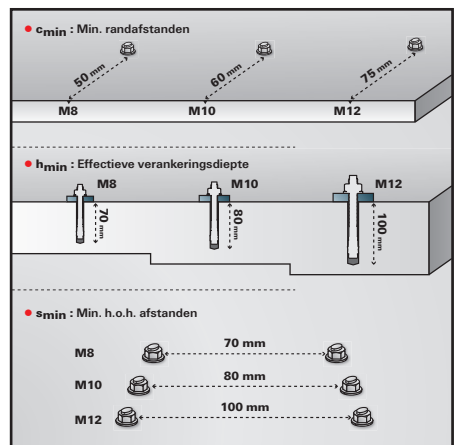 • cmin : Min. randafstanden
50 mm
60 mm
75 mm
M8 M10 M12
• hmin : Effectieve verankeringsdiepte
M8 M10 M12
70 mm
80 mm
100 mm
• smin : Min. h.o.h. afstanden
M8 70 mm
M10 80 mm
M12 100 mm